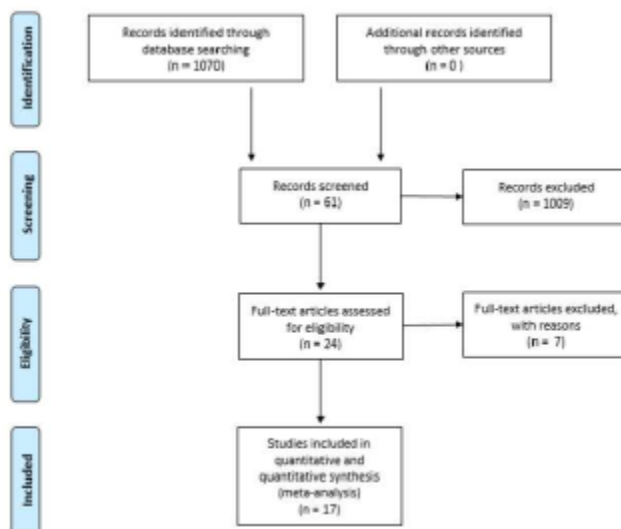 Identification
Records identified through
database searching
(n = 1070)
Additional records identified
through other sources
(n = 0 )
Screening
Records screened
(n = 61)
Records excluded
(n = 1009)
Eligibility
Full-text articles assessed
for eligibility
(n = 24)
Full-text articles excluded,
with reasons
(n = 7)
Included
Studies included in
quantitative and
quantitative synthesis
(meta-analysis)
(n = 17)